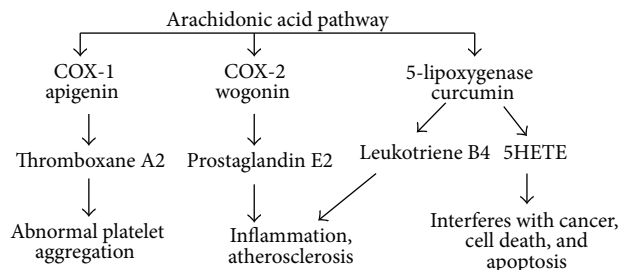 Arachidonic acid pathway
COX-1
apigenin
COX-2
wogonin
5-lipoxygenase
curcumin
Thromboxane A2
Prostaglandin E2
Leukotriene B4
5HETE
Abnormal platelet
aggregation
Inflammation,
atherosclerosis
Interferes with cancer,
cell death, and
apoptosis